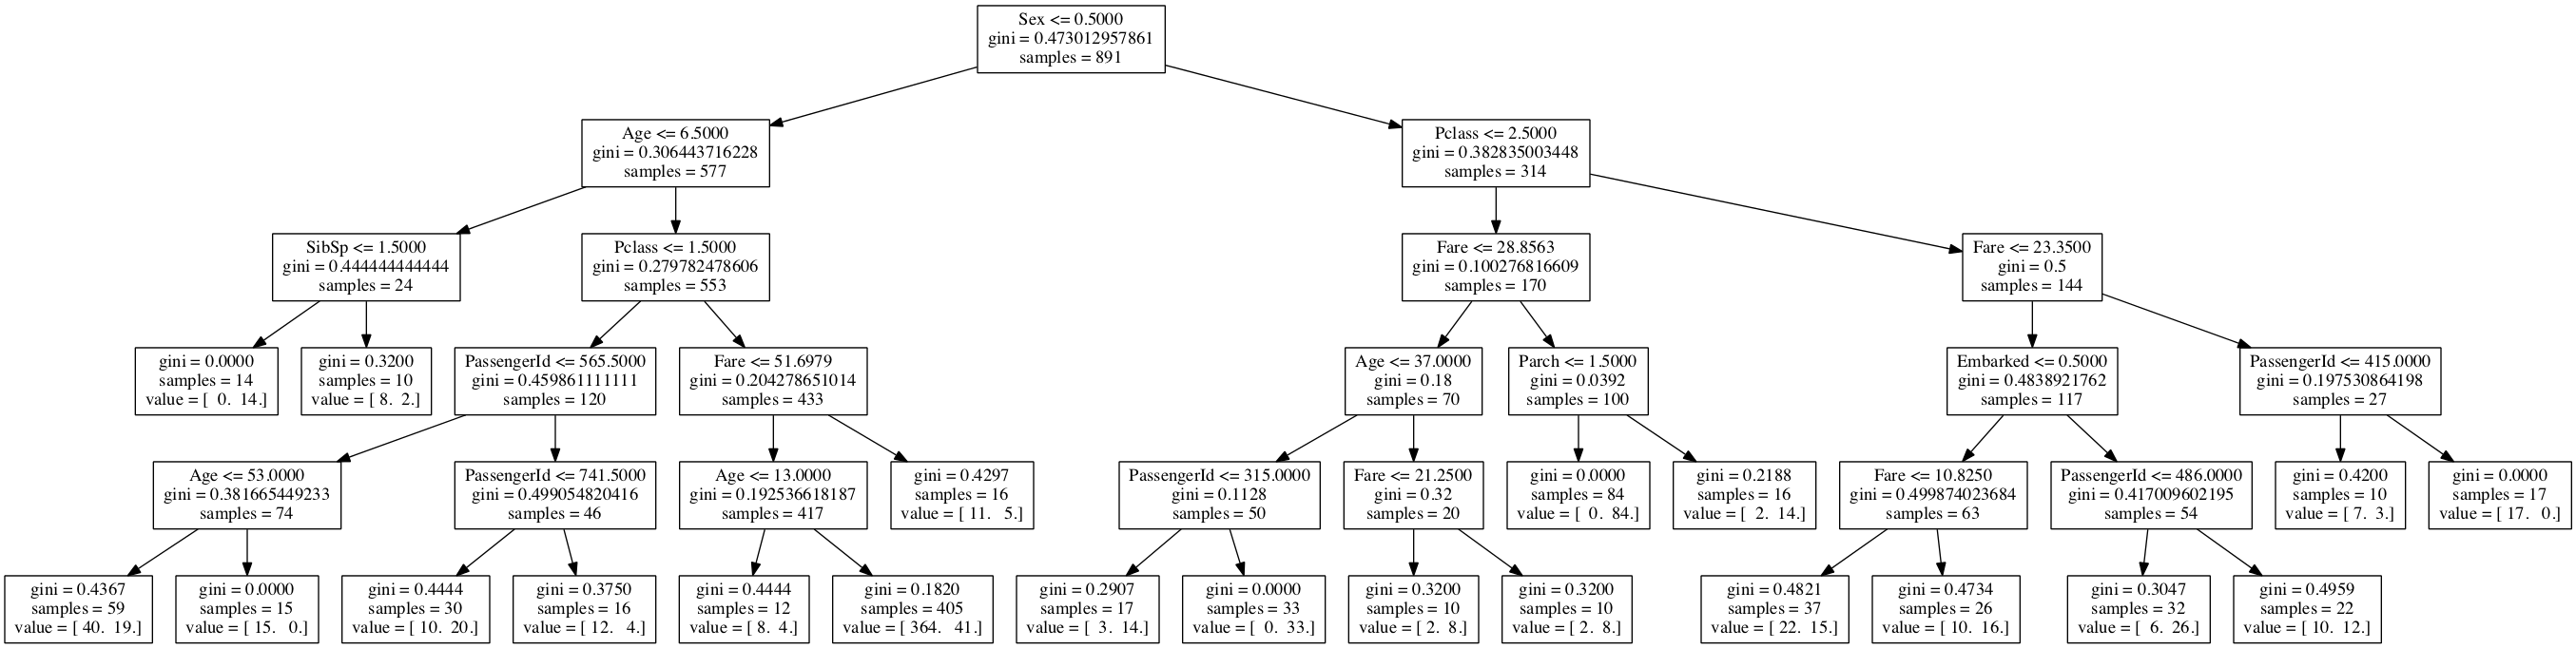 Sex <= 0.5000
gini = 0.473012957861
samples = 891
Age <= 6.5000
gini = 0.306443716228
samples = 577
Pclass <= 2.5000
gini = 0.382835003448
samples = 314
SibSp <= 1.5000
gini = 0.444444444444
samples = 24
Pclass <= 1.5000
gini = 0.279782478606
samples = 553
Fare <= 28.8563
gini = 0.100276816609
samples = 170
Fare <= 23.3500
gini = 0.5
samples = 144
gini = 0.0000
samples = 14
value = [  0.  14.]
gini = 0.3200
samples = 10
value = [ 8.  2.]
PassengerId <= 565.5000
gini = 0.459861111111
samples = 120
Fare <= 51.6979
gini = 0.204278651014
samples = 433
Age <= 37.0000
gini = 0.18
samples = 70
Parch <= 1.5000
gini = 0.0392
samples = 100
Embarked <= 0.5000
gini = 0.4838921762
samples = 117
PassengerId <= 415.0000
gini = 0.197530864198
samples = 27
Age <= 53.0000
gini = 0.381665449233
samples = 74
PassengerId <= 741.5000
gini = 0.499054820416
samples = 46
Age <= 13.0000
gini = 0.192536618187
samples = 417
gini = 0.4297
samples = 16
value = [ 11.   5.]
PassengerId <= 315.0000
gini = 0.1128
samples = 50
Fare <= 21.2500
gini = 0.32
samples = 20
gini = 0.0000
samples = 84
value = [  0.  84.]
gini = 0.2188
samples = 16
value = [  2.  14.]
Fare <= 10.8250
gini = 0.499874023684
samples = 63
PassengerId <= 486.0000
gini = 0.417009602195
samples = 54
gini = 0.4200
samples = 10
value = [ 7.  3.]
gini = 0.0000
samples = 17
value = [ 17.   0.]
gini = 0.4367
samples = 59
value = [ 40.  19.]
gini = 0.0000
samples = 15
value = [ 15.   0.]
gini = 0.4444
samples = 30
value = [ 10.  20.]
gini = 0.3750
samples = 16
value = [ 12.   4.]
gini = 0.4444
samples = 12
value = [ 8.  4.]
gini = 0.1820
samples = 405
value = [ 364.   41.]
gini = 0.2907
samples = 17
value = [  3.  14.]
gini = 0.0000
samples = 33
value = [  0.  33.]
gini = 0.3200
samples = 10
value = [ 2.  8.]
gini = 0.3200
samples = 10
value = [ 2.  8.]
gini = 0.4821
samples = 37
value = [ 22.  15.]
gini = 0.4734
samples = 26
value = [ 10.  16.]
gini = 0.3047
samples = 32
value = [  6.  26.]
gini = 0.4959
samples = 22
value = [ 10.  12.]